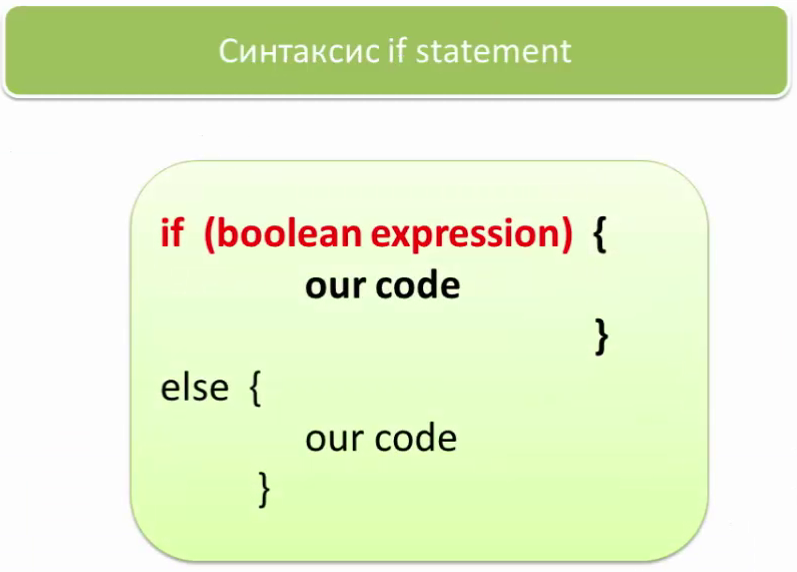 Синтаксис if statement
if (boolean expression) {
our code
}
else {
our code
}